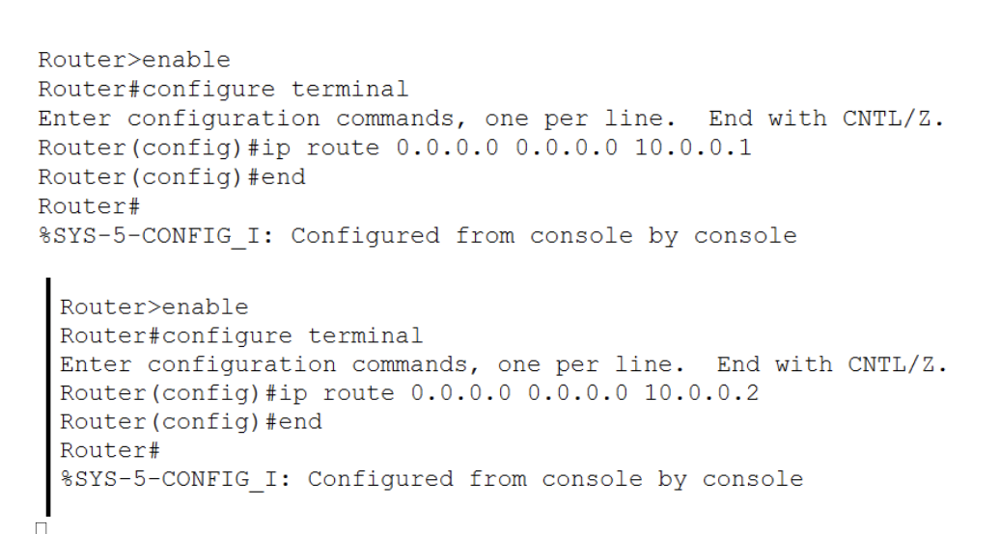 Router>enable
Router#configure terminal
Enter configuration commands, one per line.  End with CNTL/Z.
Router(config)#ip route 0.0.0.0 0.0.0.0 10.0.0.1
Router(config)#end
Router#
%SYS-5-CONFIG_I: Configured from console by console
Router>enable
Router#configure terminal
Enter configuration commands, one per line.  End with CNTL/Z.
Router(config)#ip route 0.0.0.0 0.0.0.0 10.0.0.2
Router(config)#end
Router#
%SYS-5-CONFIG_I: Configured from console by console